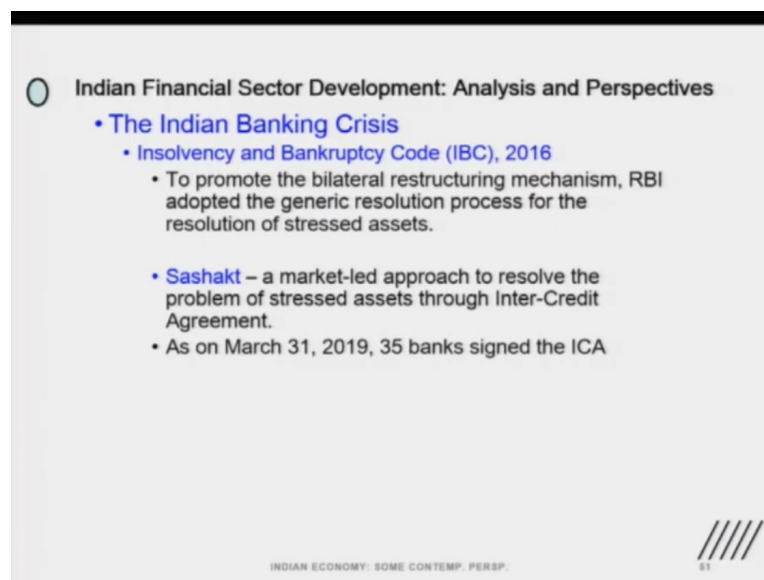 Indian Financial Sector Development: Analysis and Perspectives
• The Indian Banking Crisis
• Insolvency and Bankruptcy Code (IBC), 2016
• To promote the bilateral restructuring mechanism, RBI
adopted the generic resolution process for the
resolution of stressed assets.
• Sashakt – a market-led approach to resolve the
problem of stressed assets through Inter-Credit
Agreement.
• As on March 31, 2019, 35 banks signed the ICA
INDIAN ECONOMY: SOME CONTEMP. PERSP.
51